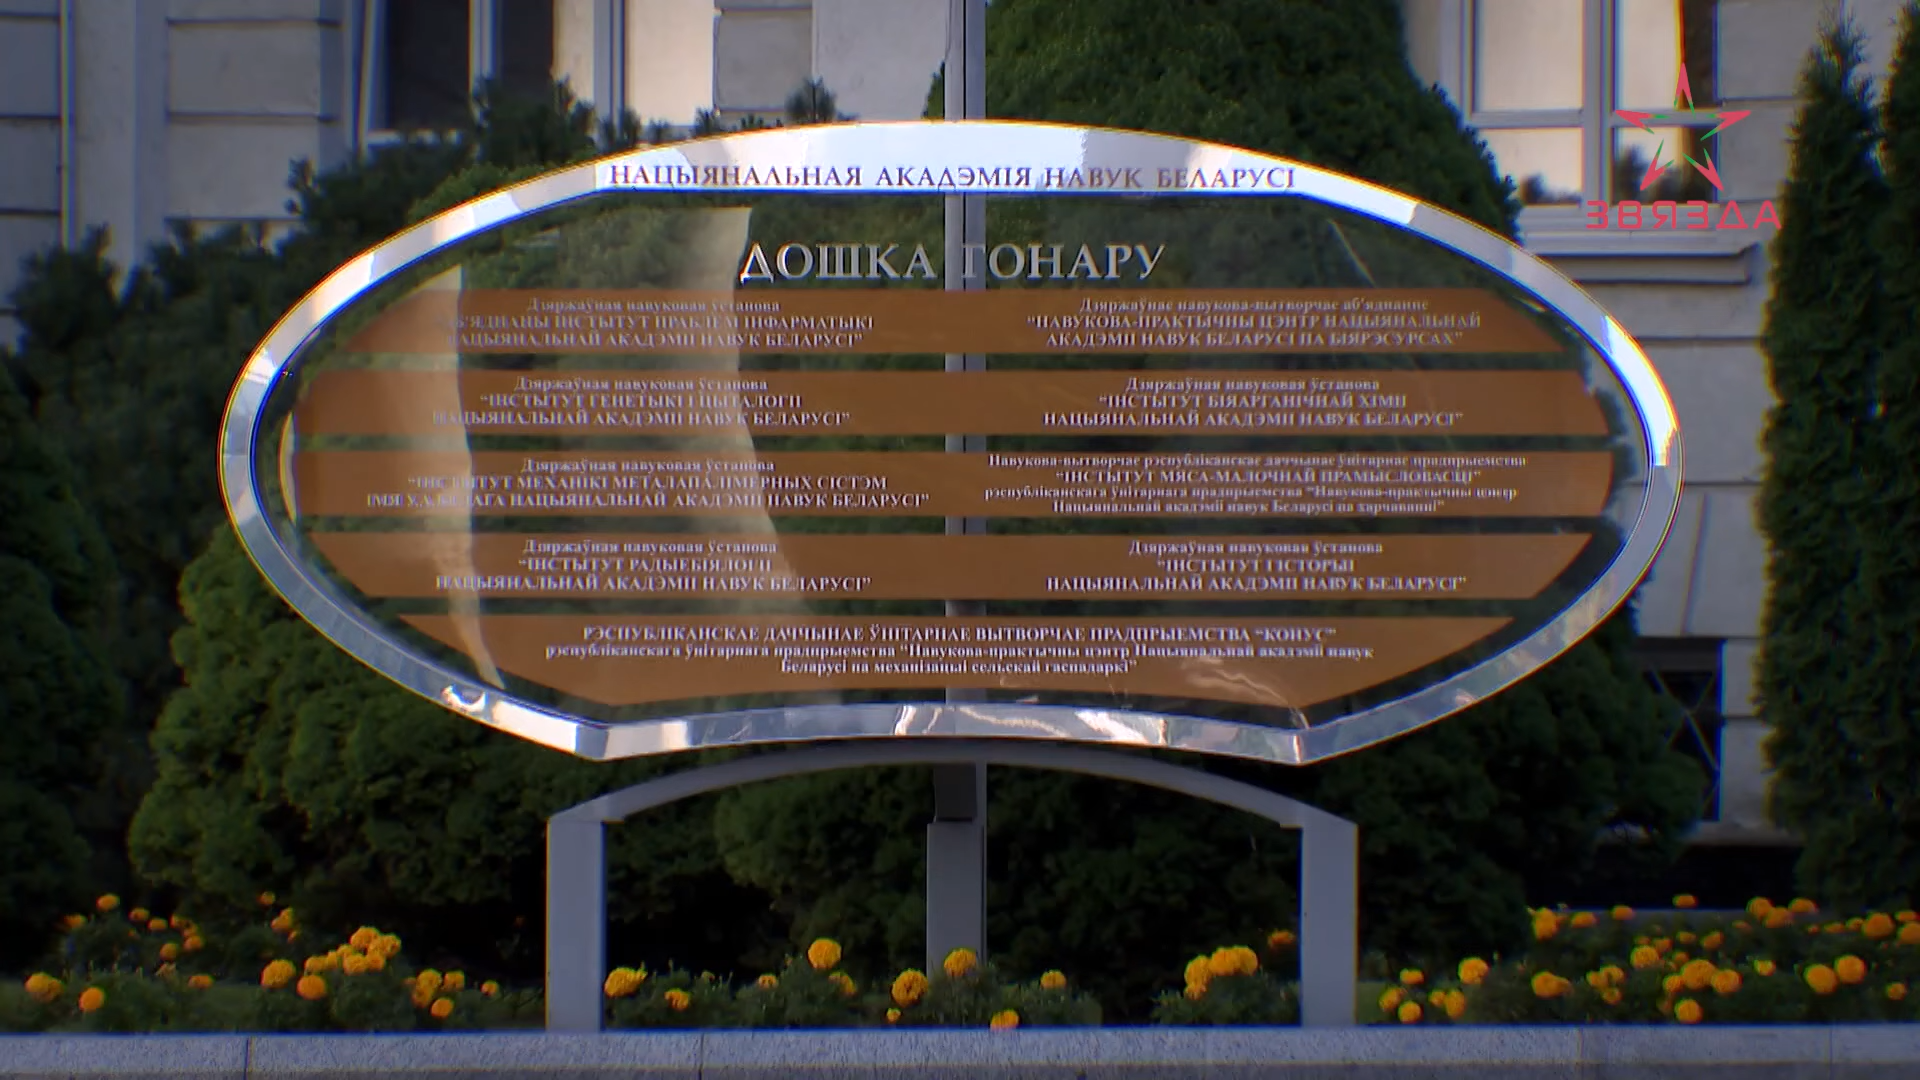 НАЦЫЯНАЛЬНАЯ АКАДЭМІЯ НАВУК БЕЛАРУСІ
ЗВЯЗДА
ДОШКА ГОНАРУ
Дзяржаўная навуковая ўстанова
"АБ'ЯДНАНЫ ІНСТЫТУТ ПРАБЛЕМ ІНФАРМАТЫКІ
НАЦЫЯНАЛЬНАЙ АКАДЭМІІ НАВУК БЕЛАРУСІ"
Дзяржаўнае навукова-вытворчае аб'яднанне
"НАВУКОВА-ПРАКТЫЧНЫ ЦЭНТР НАЦЫЯНАЛЬНАЙ
АКАДЭМІІ НАВУК БЕЛАРУСІ ПА БІЯРЭСУРСАХ"
Дзяржаўная навуковая ўстанова
"ІНСТЫТУТ ГЕНЕТЫКІ І ЦЫТАЛОГІІ
НАЦЫЯНАЛЬНАЙ АКАДЭМІІ НАВУК БЕЛАРУСІ"
Дзяржаўная навуковая ўстанова
"ІНСТЫТУТ БІЯАРГАНІЧНАЙ ХІМІІ
НАЦЫЯНАЛЬНАЙ АКАДЭМІІ НАВУК БЕЛАРУСІ"
Дзяржаўная навуковая ўстанова
"ІНСТЫТУТ МЕХАНІКІ МЕТАЛАПАЛІМЕРНЫХ СІСТЭМ
ІМЯ У.А.БЕЛАГА НАЦЫЯНАЛЬНАЙ АКАДЭМІІ НАВУК БЕЛАРУСІ"
Навукова-вытворчае рэспубліканскае даччынае ўнітарнае прадпрыемства
"ІНСТЫТУТ МЯСА-МАЛОЧНАЙ ПРАМЫСЛОВАСЦІ"
рэспубліканскага ўнітарнага прадпрыемства "Навукова-практычны цэнтр
Нацыянальнай акадэміі навук Беларусі па харчаванні"
Дзяржаўная навуковая ўстанова
"ІНСТЫТУТ РАДЫЕБІЯЛОГІІ
НАЦЫЯНАЛЬНАЙ АКАДЭМІІ НАВУК БЕЛАРУСІ"
Дзяржаўная навуковая ўстанова
"ІНСТЫТУТ ГІСТОРЫІ
НАЦЫЯНАЛЬНАЙ АКАДЭМІІ НАВУК БЕЛАРУСІ"
РЭСПУБЛІКАНСКАЕ ДАЧЧЫНАЕ ЎНІТАРНАЕ ВЫТВОРЧАЕ ПРАДПРЫЕМСТВА "КОНУС"
рэспубліканскага ўнітарнага прадпрыемства "Навукова-практычны цэнтр Нацыянальнай акадэміі навук
Беларусі па механізацыі сельскай гаспадаркі"